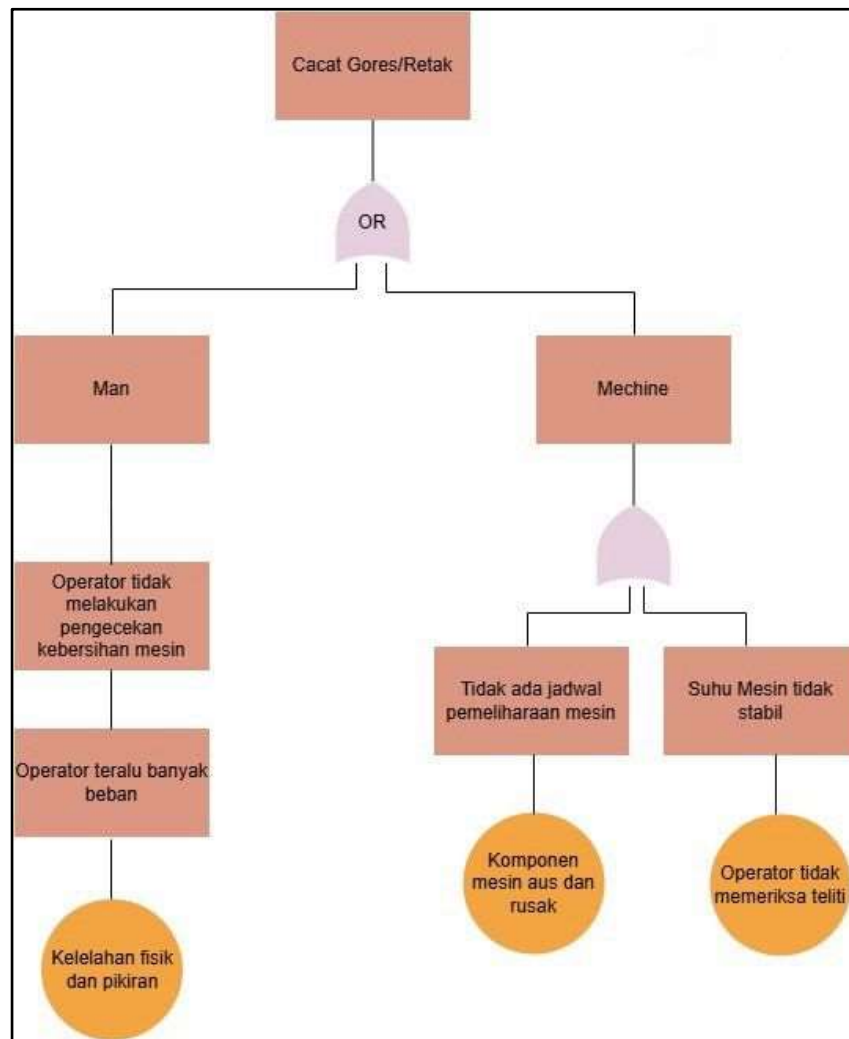 Cacat Gores/Retak
OR
Man
Mechine
Operator tidak
melakukan
pengecekan
kebersihan mesin
Tidak ada jadwal
pemeliharaan mesin
Suhu Mesin tidak
stabil
Operator teralu banyak
beban
Komponen
mesin aus dan
rusak
Operator tidak
memeriksa teliti
Kelelahan fisik
dan pikiran